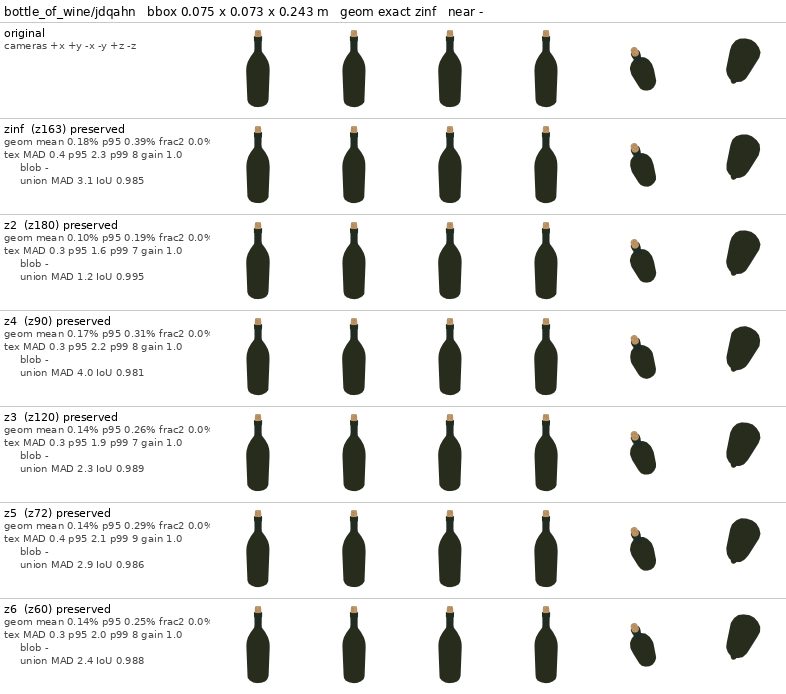 bottle_of_wine/jdqahn bbox 0.075 x 0.073 x 0.243 m geom exact zinf near -
original
cameras +x +y -x -y +z -z
zinf (z163) preserved
geom mean 0.18% p95 0.39% frac2 0.0%
tex MAD 0.4 p95 2.3 p99 8 gain 1.0
blob -
union MAD 3.1 IoU 0.985
z2 (z180) preserved
geom mean 0.10% p95 0.19% frac2 0.0%
tex MAD 0.3 p95 1.6 p99 7 gain 1.0
blob -
union MAD 1.2 IoU 0.995
z4 (z90) preserved
geom mean 0.17% p95 0.31% frac2 0.0%
tex MAD 0.3 p95 2.2 p99 8 gain 1.0
blob -
union MAD 4.0 IoU 0.981
z3 (z120) preserved
geom mean 0.14% p95 0.26% frac2 0.0%
tex MAD 0.3 p95 1.9 p99 7 gain 1.0
blob -
union MAD 2.3 IoU 0.989
z5 (z72) preserved
geom mean 0.14% p95 0.29% frac2 0.0%
tex MAD 0.4 p95 2.1 p99 9 gain 1.0
blob -
union MAD 2.9 IoU 0.986
z6 (z60) preserved
geom mean 0.14% p95 0.25% frac2 0.0%
tex MAD 0.3 p95 2.0 p99 8 gain 1.0
blob -
union MAD 2.4 IoU 0.988